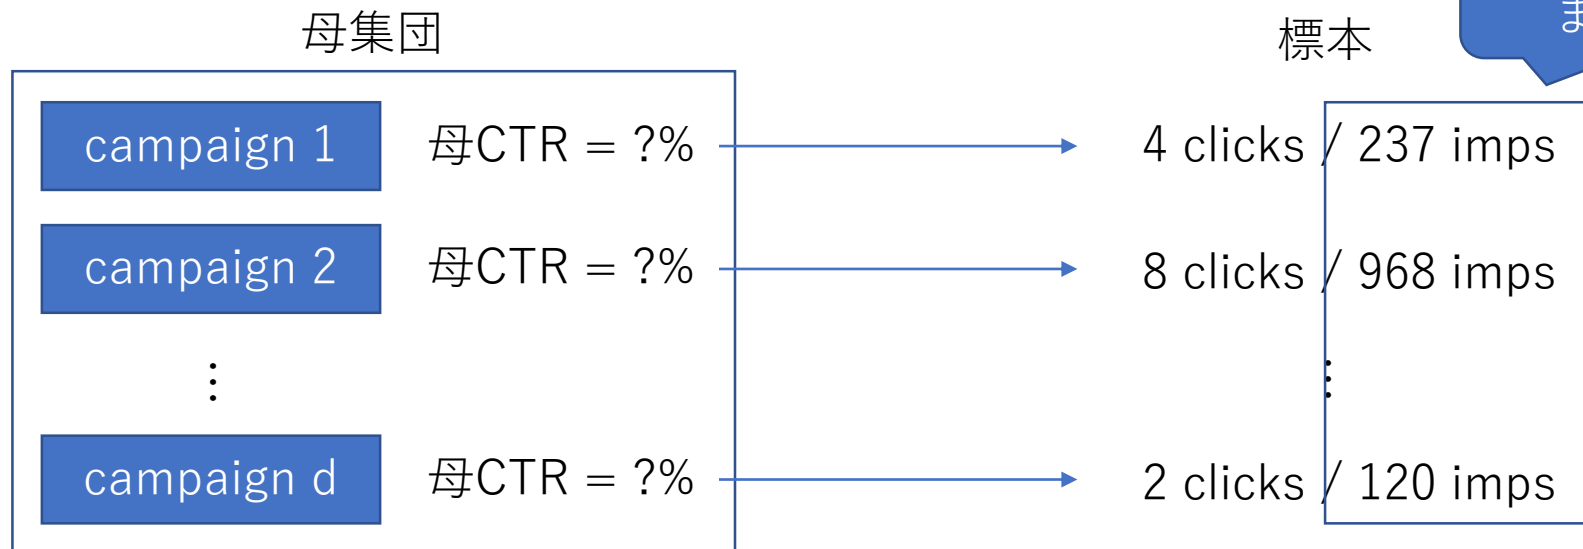 母集団
標本
ま
campaign 1 母CTR = ?% 4 clicks / 237 imps
campaign 2 母CTR = ?% 8 clicks / 968 imps
⋮ ⋮
campaign d 母CTR = ?% 2 clicks / 120 imps